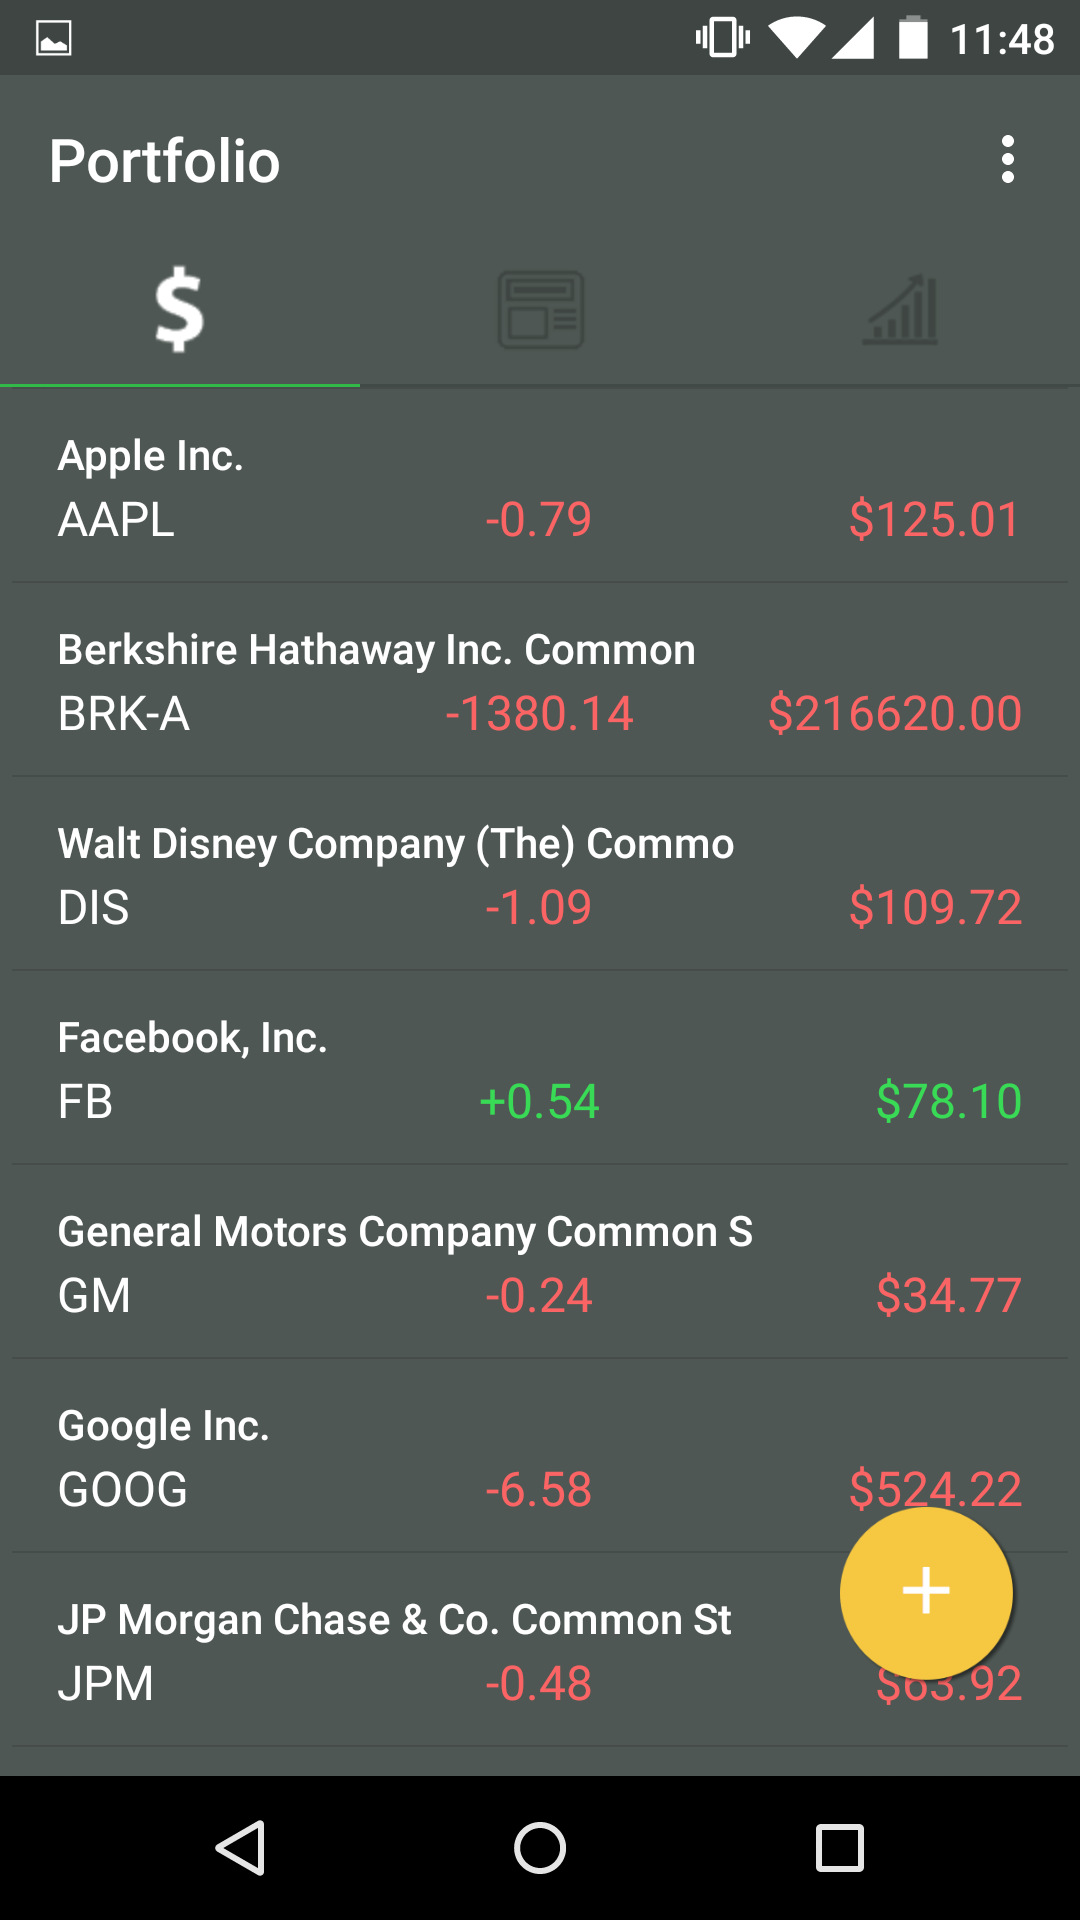 11:48
Portfolio
$
Apple Inc.
AAPL -0.79 $125.01
Berkshire Hathaway Inc. Common
BRK-A -1380.14 $216620.00
Walt Disney Company (The) Commo
DIS -1.09 $109.72
Facebook, Inc.
FB +0.54 $78.10
General Motors Company Common S
GM -0.24 $34.77
Google Inc.
GOOG -6.58 $524.22
+
JP Morgan Chase & Co. Common St
JPM -0.48 $63.92